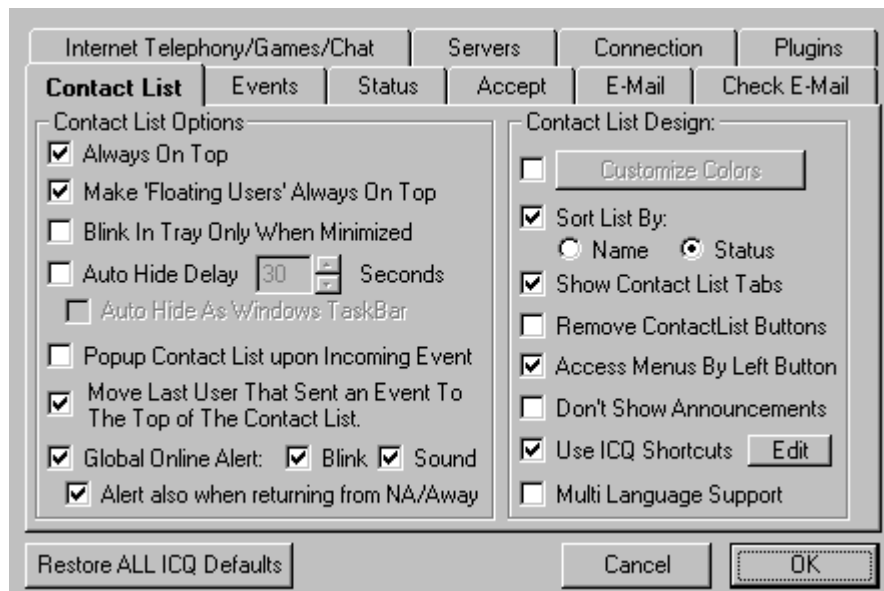 Internet Telephony/Games/Chat Servers Connection Plugins
Contact List Events Status Accept E-Mail Check E-Mail
Contact List Options
Always On Top
Make 'Floating Users' Always On Top
Blink In Tray Only When Minimized
Auto Hide Delay 30 Seconds
Auto Hide As Windows TaskBar
Popup Contact List upon Incoming Event
Move Last User That Sent an Event To
The Top of The Contact List.
Global Online Alert: Blink Sound
Alert also when returning from NA/Away
Contact List Design:
Customize Colors
Sort List By:
Name Status
Show Contact List Tabs
Remove ContactList Buttons
Access Menus By Left Button
Don't Show Announcements
Use ICQ Shortcuts Edit
Multi Language Support
Restore ALL ICQ Defaults Cancel OK